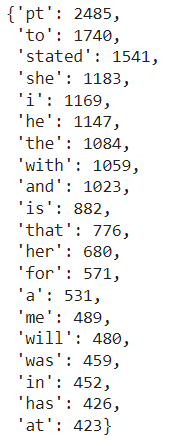 {'pt': 2485,
'to': 1740,
'stated': 1541,
'she': 1183,
'i': 1169,
'he': 1147,
'the': 1084,
'with': 1059,
'and': 1023,
'is': 882,
'that': 776,
'her': 680,
'for': 571,
'a': 531,
'me': 489,
'will': 480,
'was': 459,
'in': 452,
'has': 426,
'at': 423}